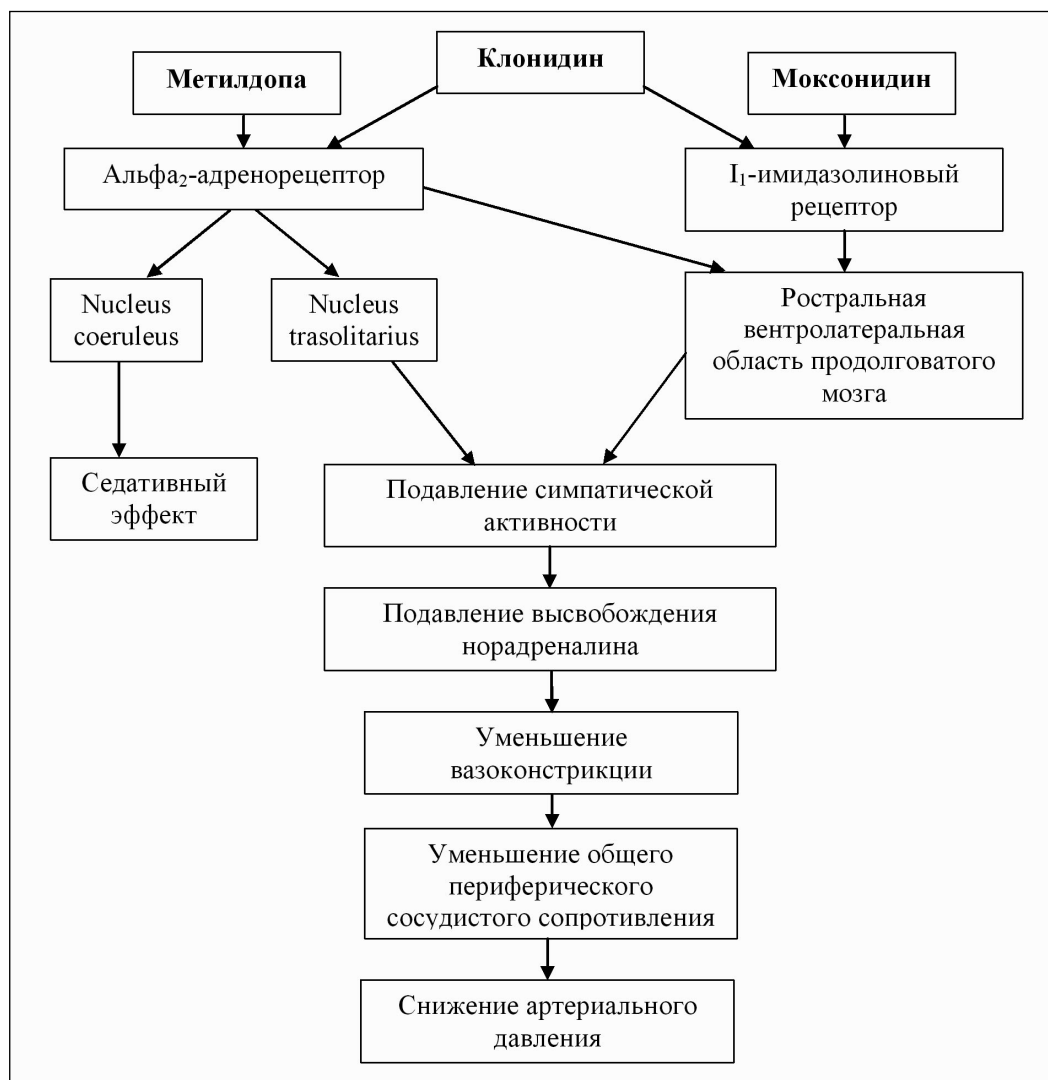 Метилдопа
Клонидин
Моксонидин
Альфа₂-адренорецептор
I₁-имидазолиновый
рецептор
Nucleus
coeruleus
Nucleus
trasolitarius
Ростральная
вентролатеральная
область продолговатого
мозга
Седативный
эффект
Подавление симпатической
активности
Подавление высвобождения
норадреналина
Уменьшение
вазоконстрикции
Уменьшение общего
периферического
сосудистого сопротивления
Снижение артериального
давления